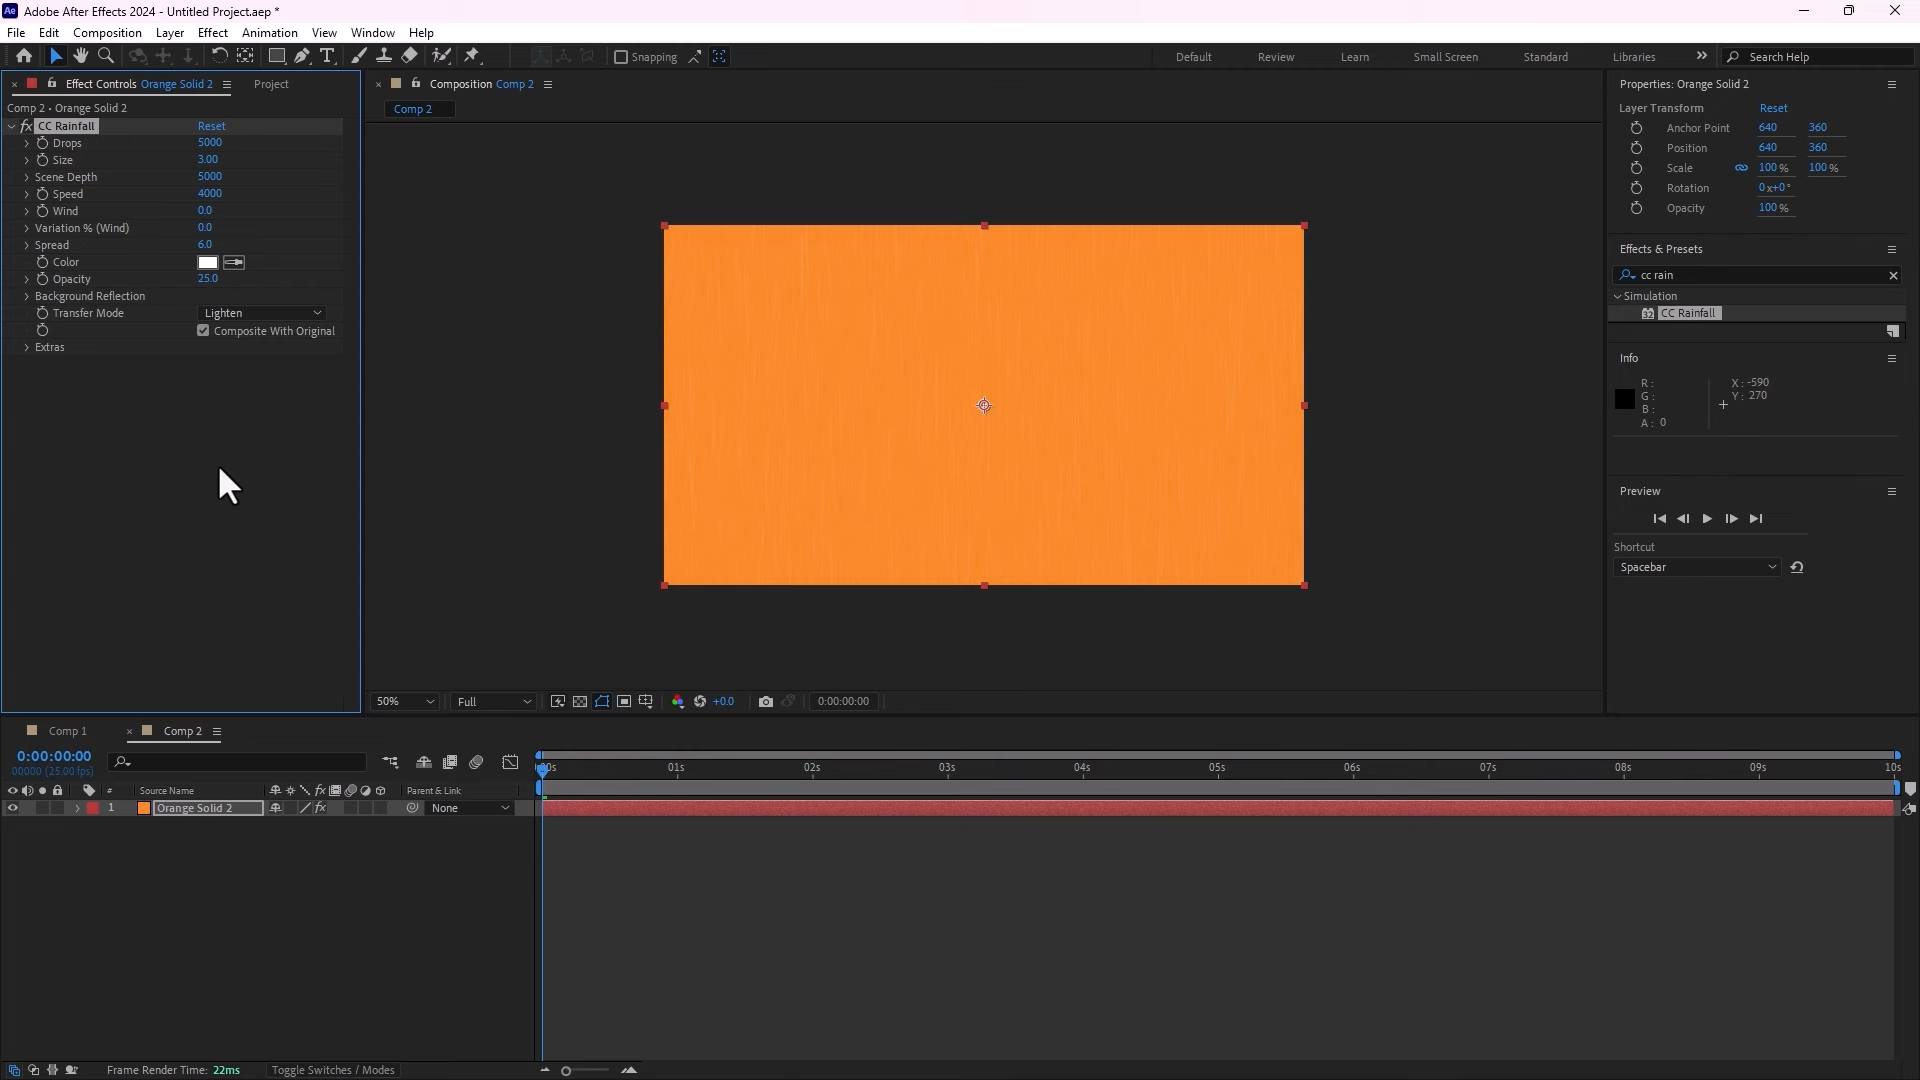 Ae Adobe After Effects 2024 - Untitled Project.aep *
File Edit Composition Layer Effect Animation View Window Help
Snapping
Default Review Learn Small Screen Standard Libraries
Search Help
Effect Controls Orange Solid 2
Project
Comp 2 • Orange Solid 2
fx CC Rainfall Reset
Drops 5000
Size 3.00
Scene Depth 5000
Speed 4000
Wind 0.0
Variation % (Wind) 0.0
Spread 6.0
Color
Opacity 25.0
Background Reflection
Transfer Mode Lighten
Composite With Original
Extras
Composition Comp 2
Comp 2
50% Full +0.0 0:00:00:00
Properties: Orange Solid 2
Layer Transform Reset
Anchor Point 640 360
Position 640 360
Scale 100 % 100 %
Rotation 0x+0°
Opacity 100 %
Effects & Presets
cc rain
Simulation
32 CC Rainfall
Info
R: X: -590
G: Y: 270
B:
A: 0
Preview
Shortcut
Spacebar
Comp 1 Comp 2
0:00:00:00
00000 (25.00 fps)
# Source Name fx Parent & Link
1 Orange Solid 2 fx None
00s 01s 02s 03s 04s 05s 06s 07s 08s 09s 10s
Frame Render Time: 22ms Toggle Switches / Modes